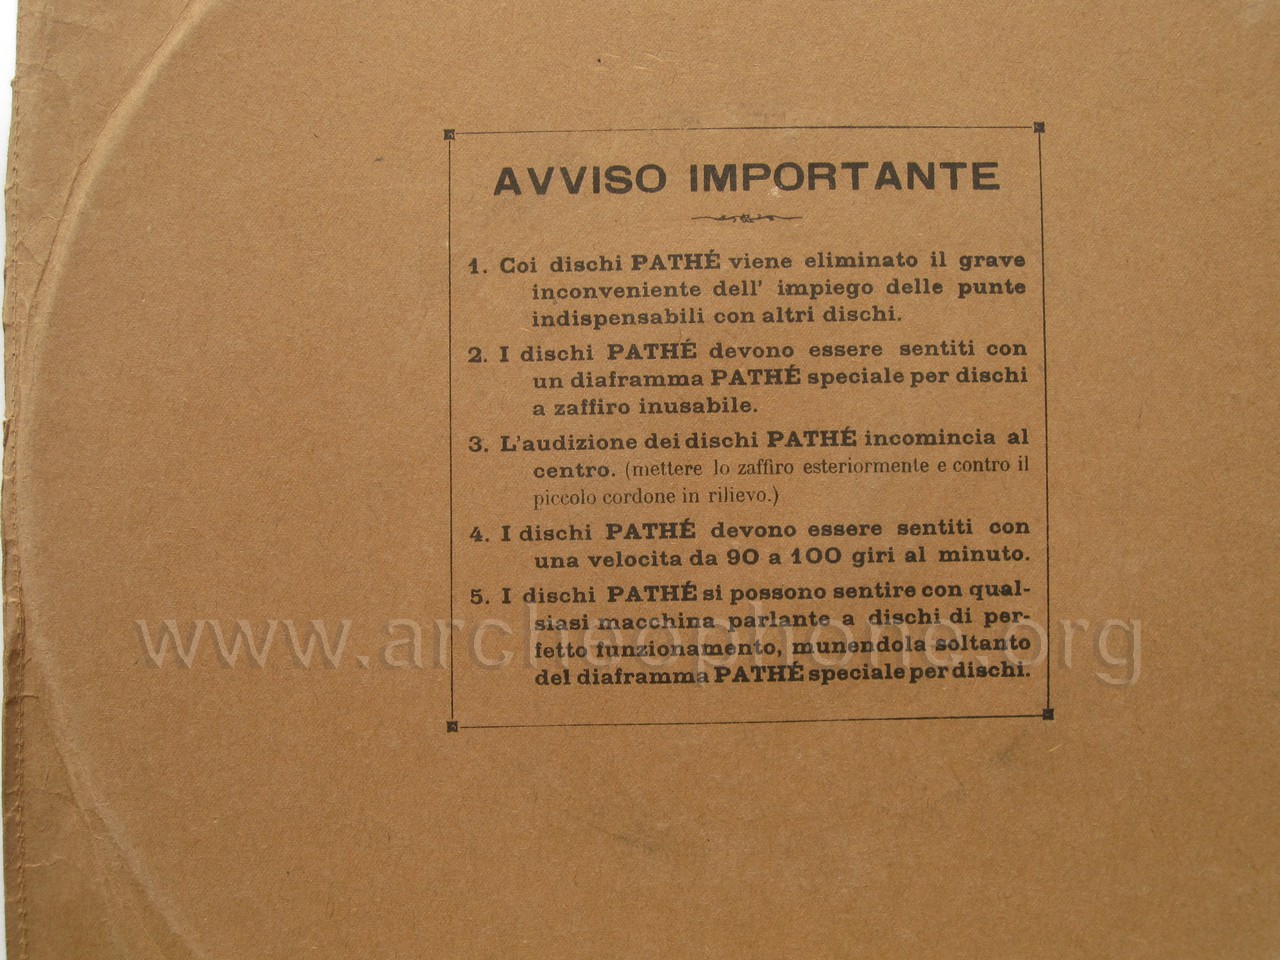 AVVISO IMPORTANTE
1. Coi dischi PATHÉ viene eliminato il grave
inconveniente dell' impiego delle punte
indispensabili con altri dischi.
2. I dischi PATHÉ devono essere sentiti con
un diaframma PATHÉ speciale per dischi
a zaffiro inusabile.
3. L'audizione dei dischi PATHÉ incomincia al
centro. (mettere lo zaffiro esteriormente e contro il
piccolo cordone in rilievo.)
4. I dischi PATHÉ devono essere sentiti con
una velocita da 90 a 100 giri al minuto.
5. I dischi PATHÉ si possono sentire con qual-
siasi macchina parlante a dischi di per-
fetto funzionamento, munendola soltanto
del diaframma PATHÉ speciale per dischi.
www.archeophone.org